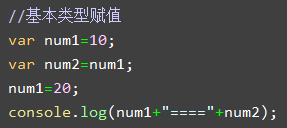 //基本类型赋值
var num1=10;
var num2=num1;
num1=20;
console.log(num1+"===="+num2);